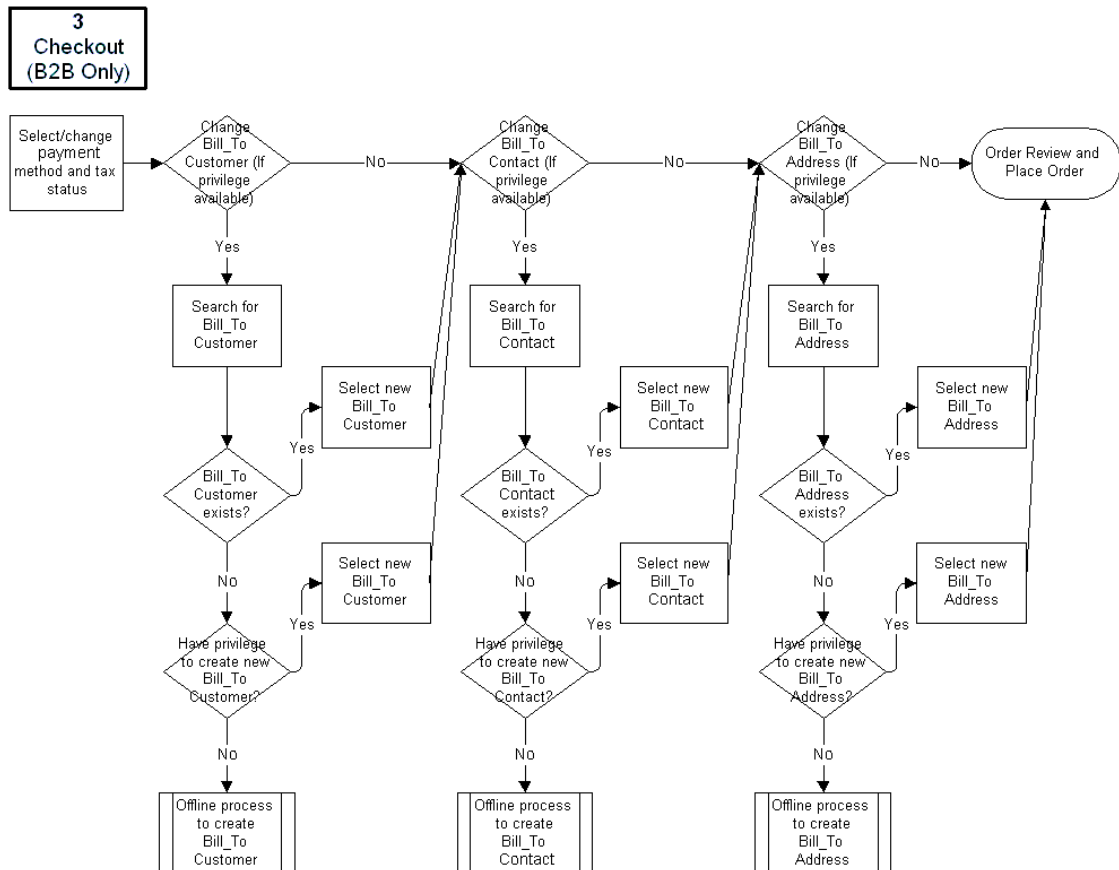 3
Checkout
(B2B Only)
Select/change
payment
method and tax
status
Change
Bill_To
Customer (If
privilege
available)
No
Change
Bill_To
Contact (If
privilege
available)
No
Change
Bill_To
Address (If
privilege
available)
No
Order Review and
Place Order
Yes
Yes
Yes
Search for
Bill_To
Customer
Search for
Bill_To
Contact
Search for
Bill_To
Address
Select new
Bill_To
Customer
Select new
Bill_To
Contact
Select new
Bill_To
Address
Yes
Yes
Yes
Bill_To
Customer
exists?
Bill_To
Contact
exists?
Bill_To
Address
exists?
No
No
No
Select new
Bill_To
Customer
Select new
Bill_To
Contact
Select new
Bill_To
Address
Yes
Yes
Yes
Have privilege
to create new
Bill_To
Customer?
Have privilege
to create new
Bill_To
Contact?
Have privilege
to create new
Bill_To
Address?
No
No
No
Offline process
to create
Bill_To
Customer
Offline process
to create
Bill_To
Contact
Offline process
to create
Bill_To
Address